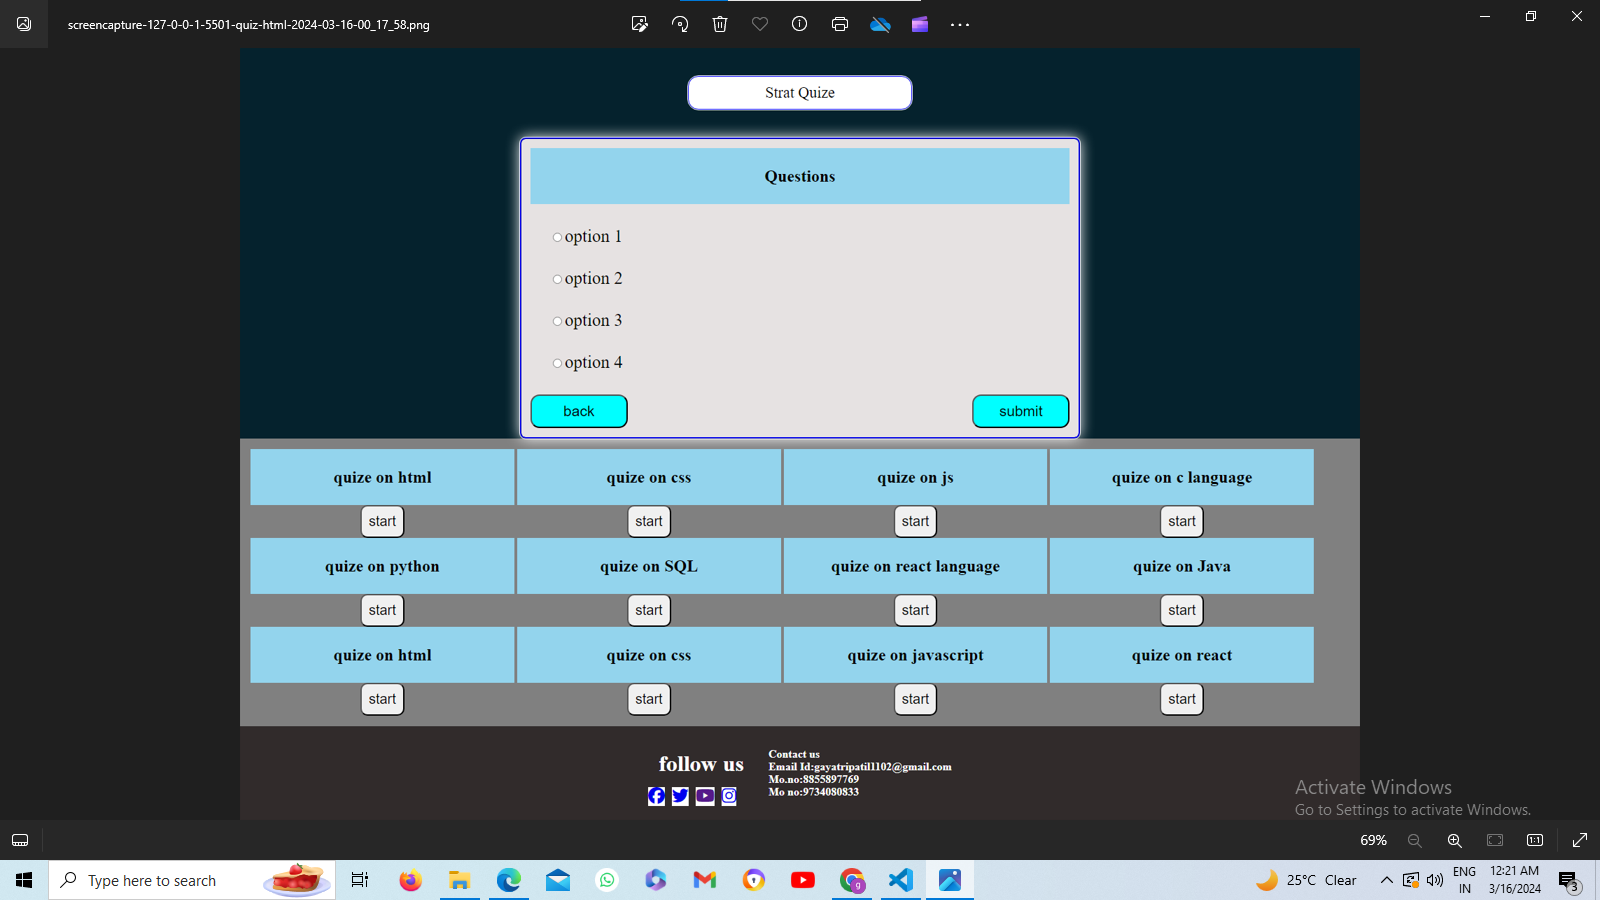 screencapture-127-0-0-1-5501-quiz-html-2024-03-16-00_17_58.png
Strat Quize
Questions
option 1
option 2
option 3
option 4
back submit
quize on html quize on css quize on js quize on c language
start start start start
quize on python quize on SQL quize on react language quize on Java
start start start start
quize on html quize on css quize on javascript quize on react
start start start start
follow us
Contact us
Email Id:gayatripatil1102@gmail.com
Mo.no:8855897769
Mo no:9734080833
Activate Windows
Go to Settings to activate Windows.
69% 1:1
Type here to search
g
25°C Clear
ENG
IN
12:21 AM
3/16/2024
3